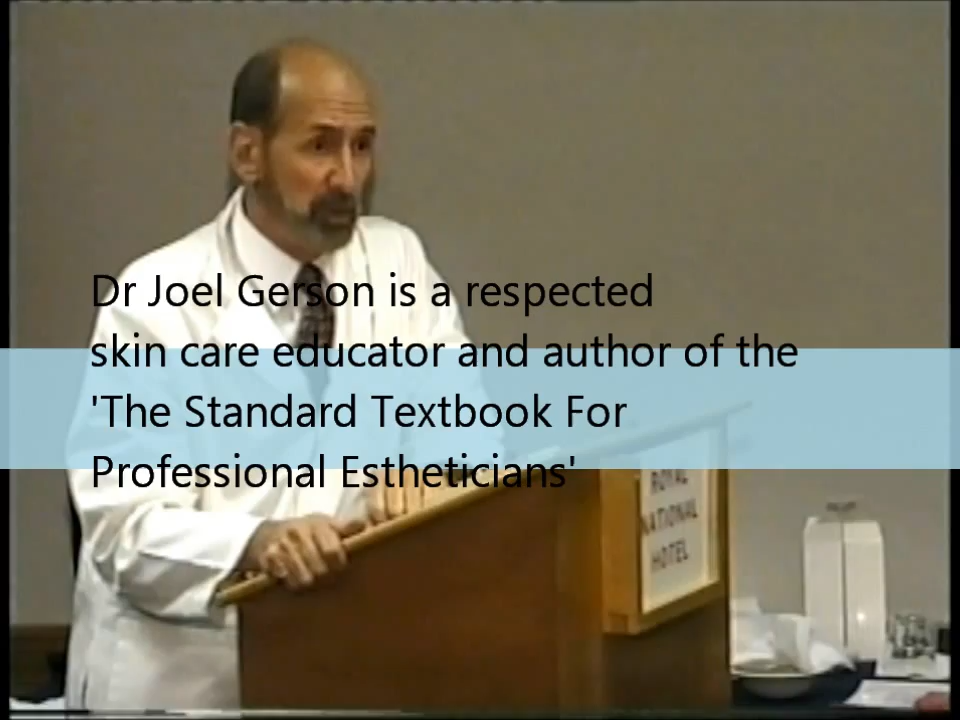 Dr Joel Gerson is a respected
skin care educator and author of the
'The Standard Textbook For
Professional Estheticians'
ROYAL
NATIONAL
HOTEL